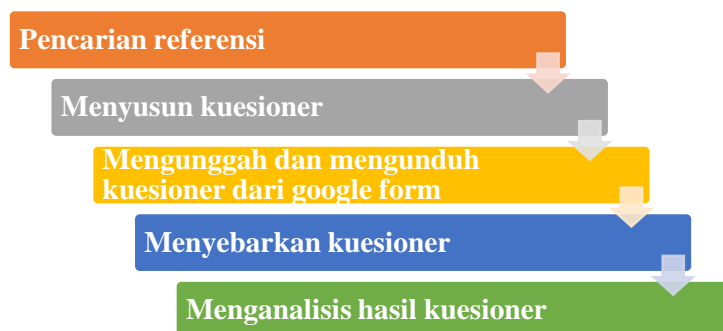 Pencarian referensi
Menyusun kuesioner
Mengunggah dan mengunduh
kuesioner dari google form
Menyebarkan kuesioner
Menganalisis hasil kuesioner